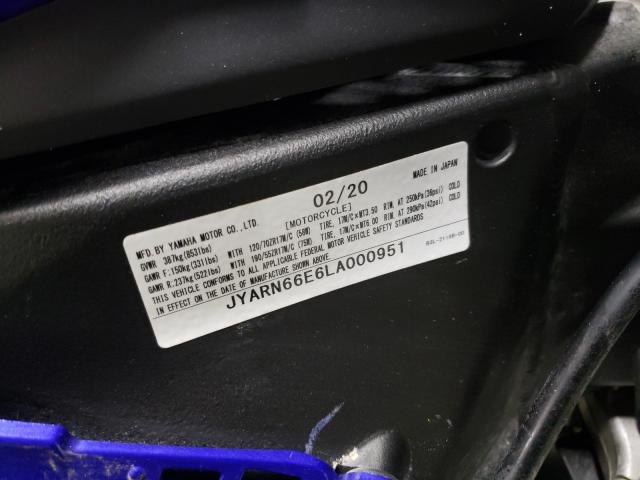 02/20
MADE IN JAPAN
MFD.BY YAMAHA MOTOR CO.,LTD. [MOTORCYCLE]
GVWR 387kg(853lbs)
GAWR F:150kg(331lbs) WITH 120/70ZR17M/C (58W) TIRE, 17M/C×MT3.50 RIM, AT 250kPa(36psi) COLD
GAWR R:237kg(522lbs) WITH 190/55ZR17M/C (75W) TIRE, 17M/C×MT6.00 RIM, AT 290kPa(42psi) COLD
THIS VEHICLE CONFORMS TO ALL APPLICABLE FEDERAL MOTOR VEHICLE SAFETY STANDARDS
IN EFFECT ON THE DATE OF MANUFACTURE SHOWN ABOVE
JYARN66E6LA000951